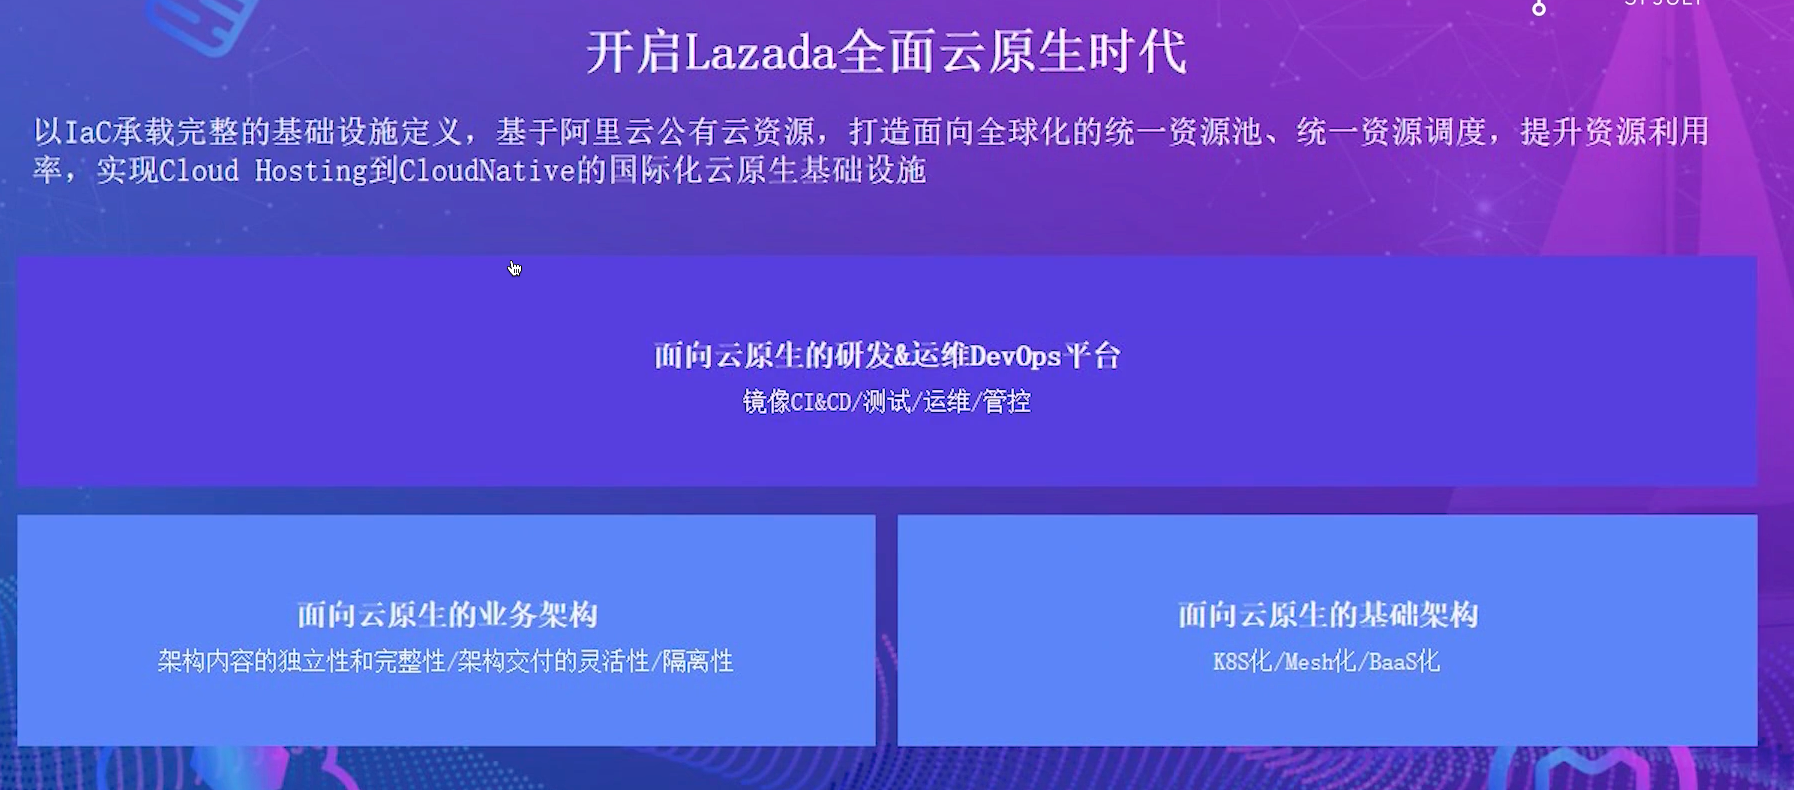 开启Lazada全面云原生时代
以IaC承载完整的基础设施定义，基于阿里云公有云资源，打造面向全球化的统一资源池、统一资源调度，提升资源利用
率，实现Cloud Hosting到CloudNative的国际化云原生基础设施
面向云原生的研发&运维DevOps平台
镜像CI&CD/测试/运维/管控
面向云原生的业务架构
架构内容的独立性和完整性/架构交付的灵活性/隔离性
面向云原生的基础架构
K8S化/Mesh化/BaaS化